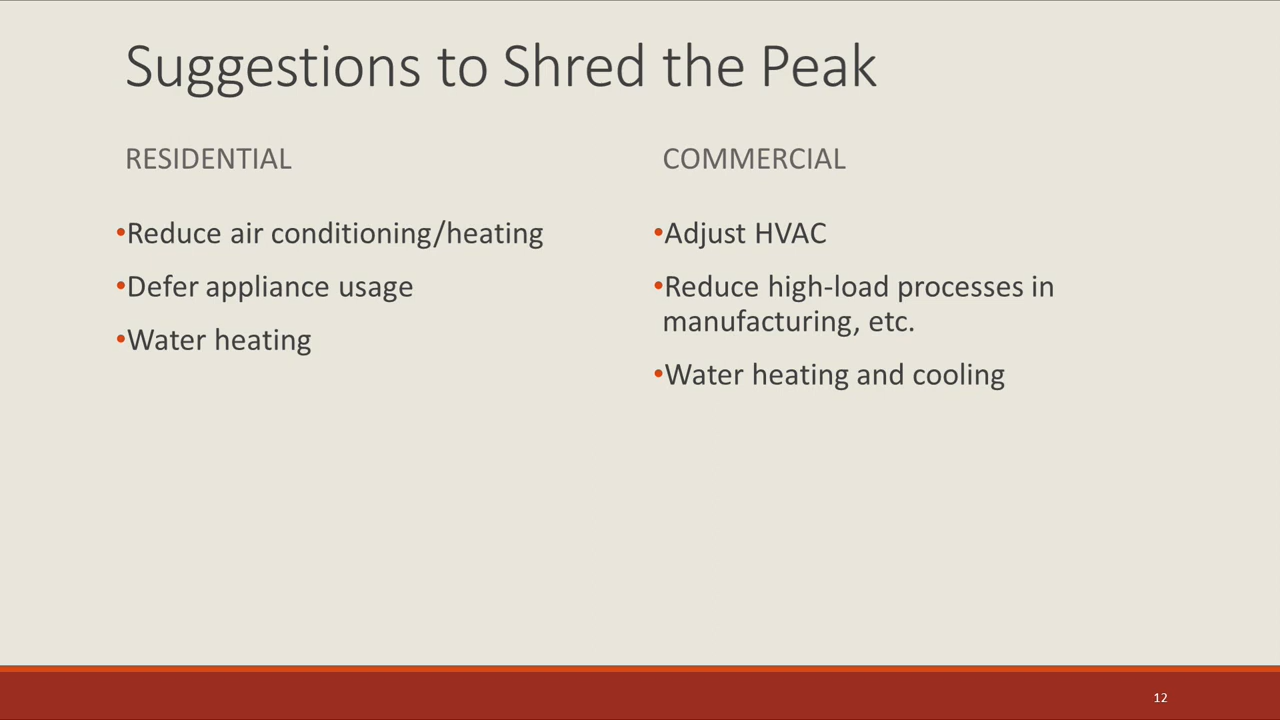 Suggestions to Shred the Peak
RESIDENTIAL
•Reduce air conditioning/heating
•Defer appliance usage
•Water heating
COMMERCIAL
•Adjust HVAC
•Reduce high-load processes in
manufacturing, etc.
•Water heating and cooling
12